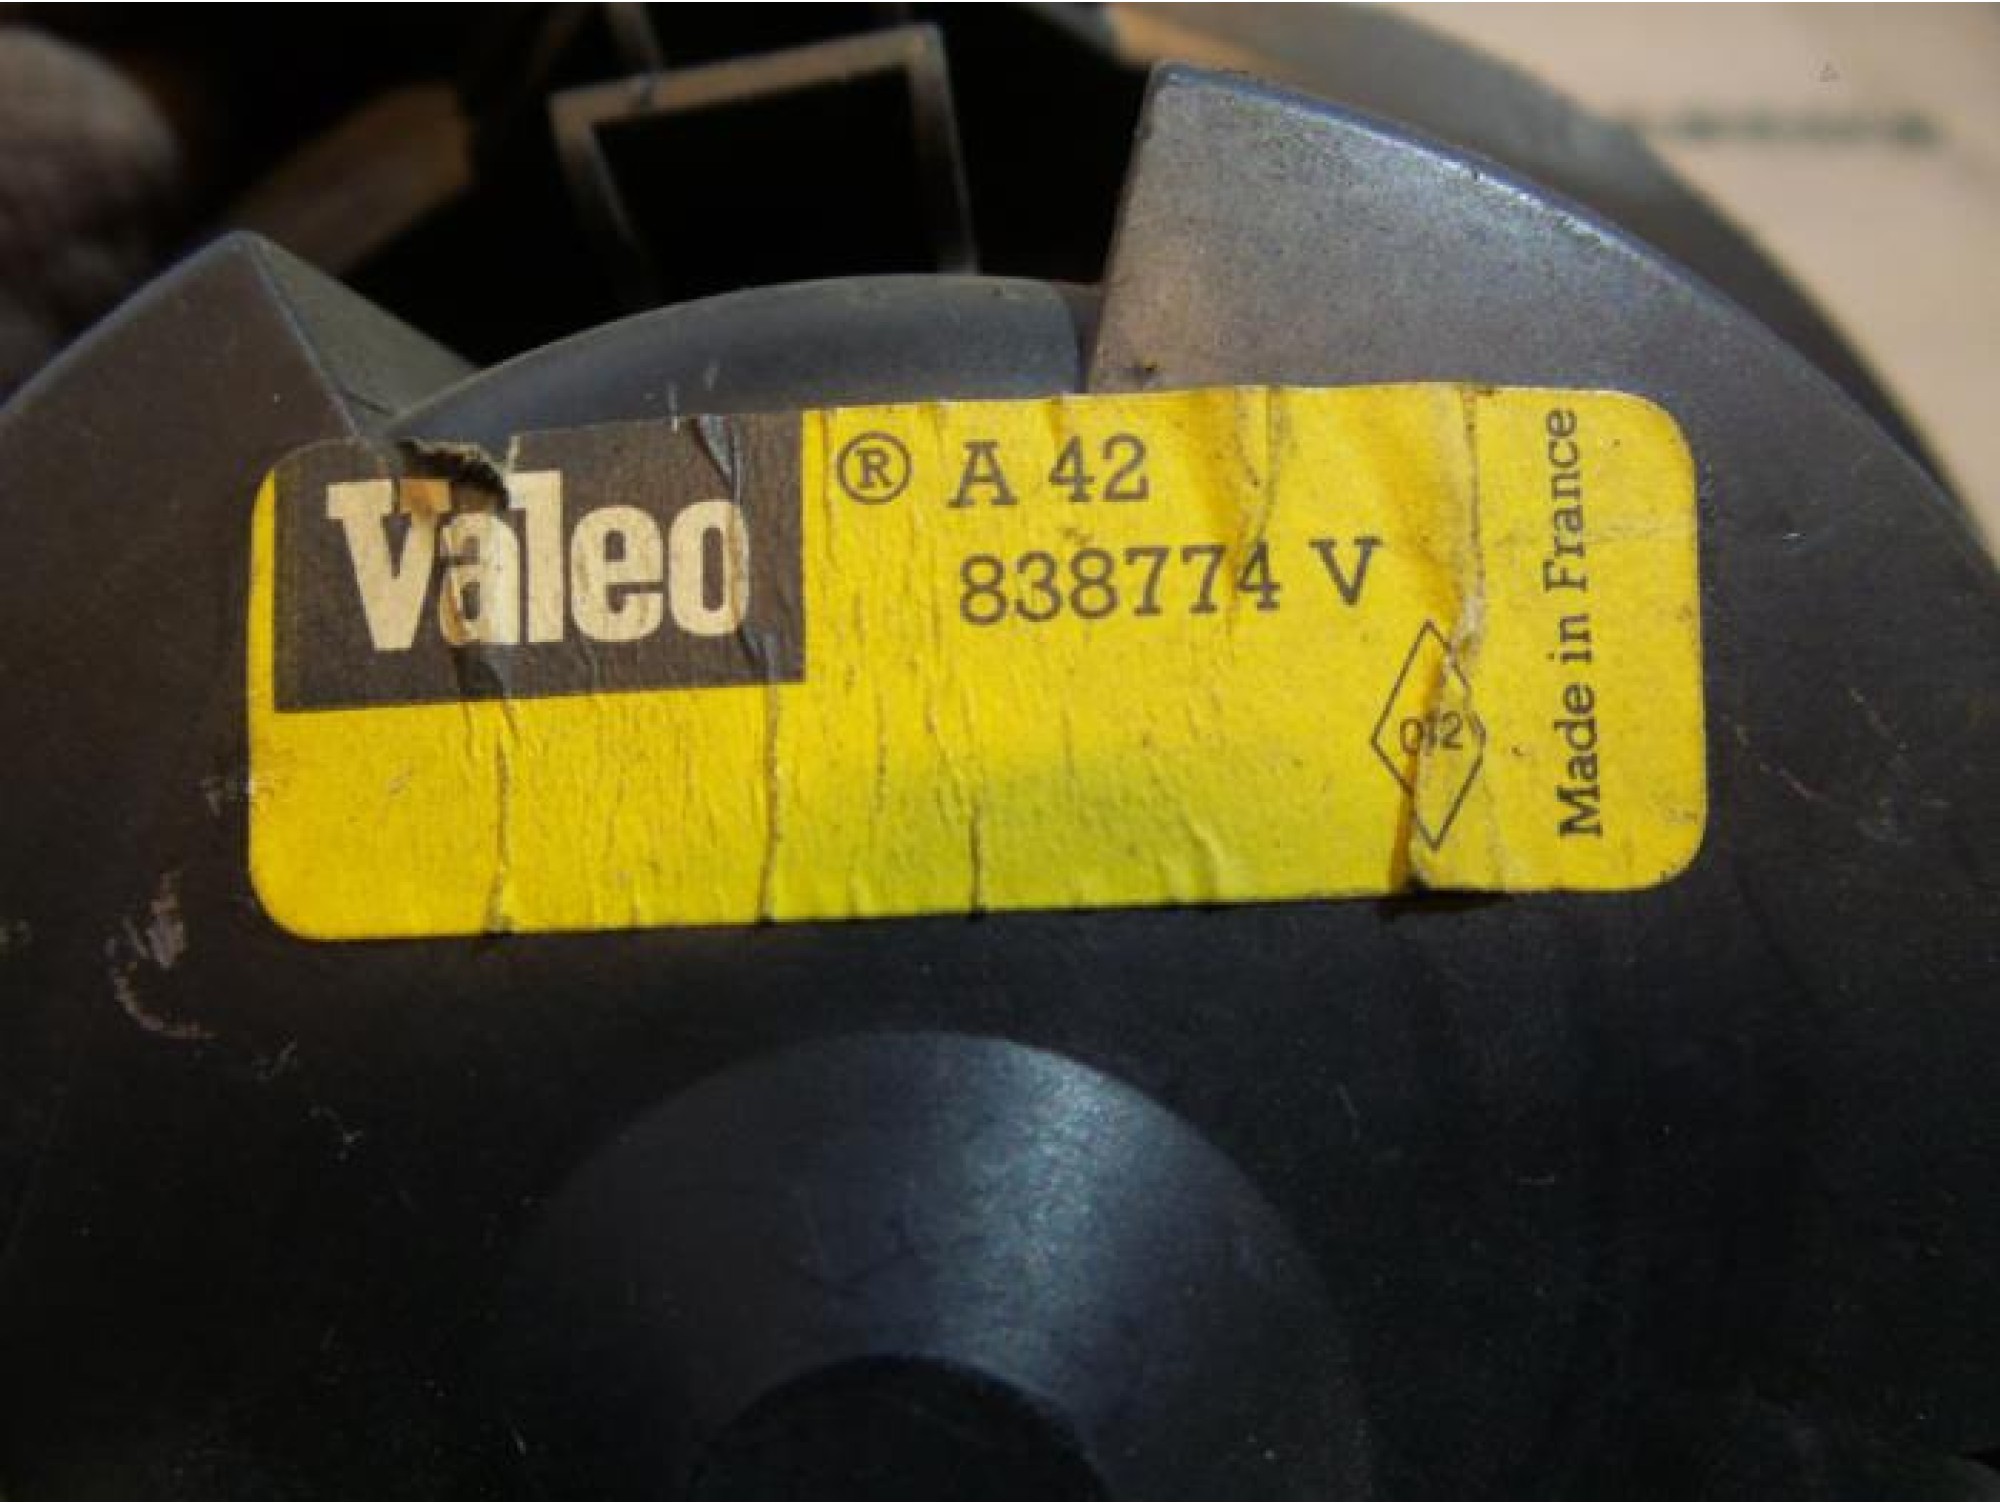 Valeo ® A 42
838774 V
Made in France